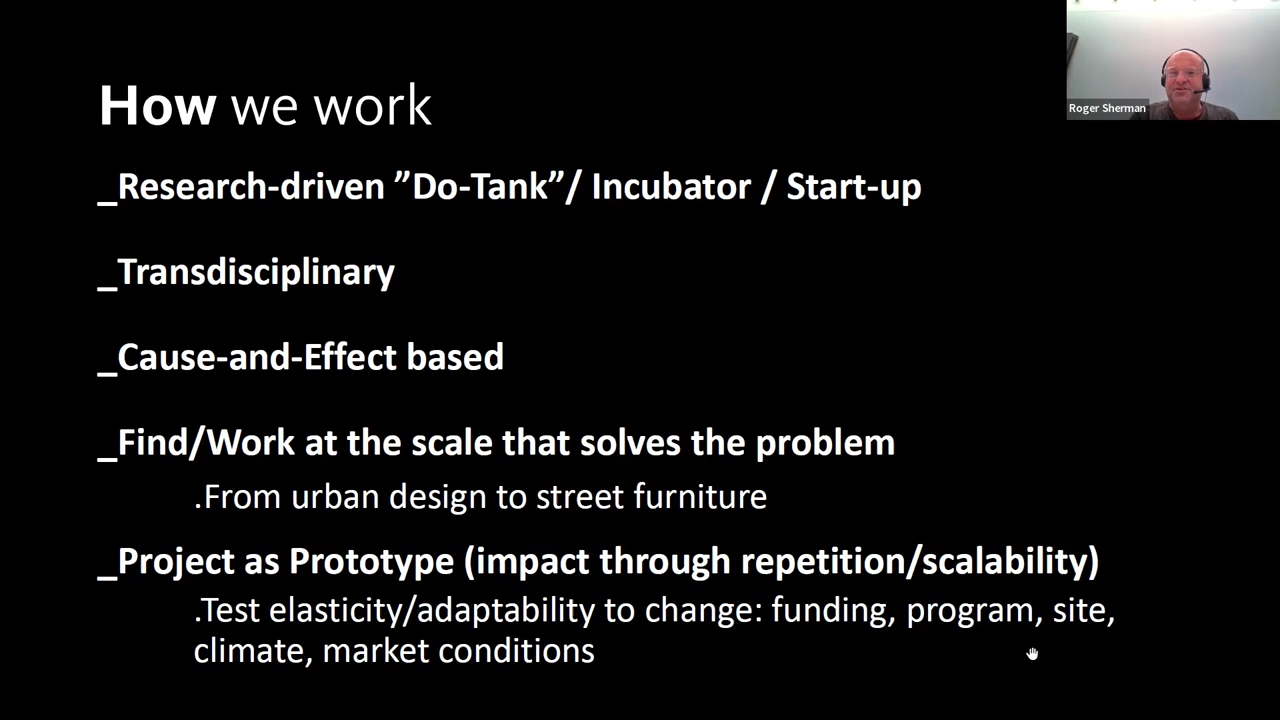 Roger Sherman
How we work
_Research-driven ”Do-Tank”/ Incubator / Start-up
_Transdisciplinary
_Cause-and-Effect based
_Find/Work at the scale that solves the problem
.From urban design to street furniture
_Project as Prototype (impact through repetition/scalability)
.Test elasticity/adaptability to change: funding, program, site,
climate, market conditions